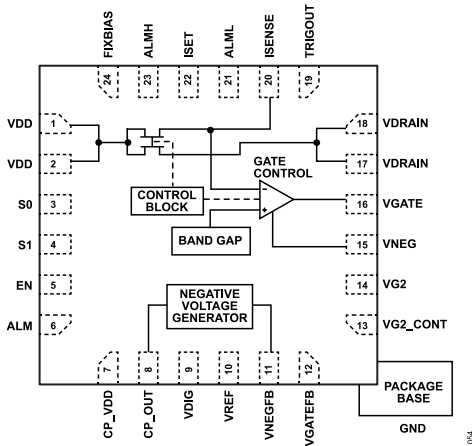 FIXBIAS
ALMH
ISET
ALML
ISENSE
TRIGOUT
24
23
22
21
20
19
VDD
1
18
VDRAIN
VDD
2
17
VDRAIN
GATE
CONTROL
S0
3
CONTROL
BLOCK
–
+
16
VGATE
S1
4
BAND GAP
15
VNEG
EN
5
14
VG2
NEGATIVE
VOLTAGE
GENERATOR
ALM
6
13
VG2_CONT
7
8
9
10
11
12
CP_VDD
CP_OUT
VDIG
VREF
VNEGFB
VGATEFB
PACKAGE
BASE
GND